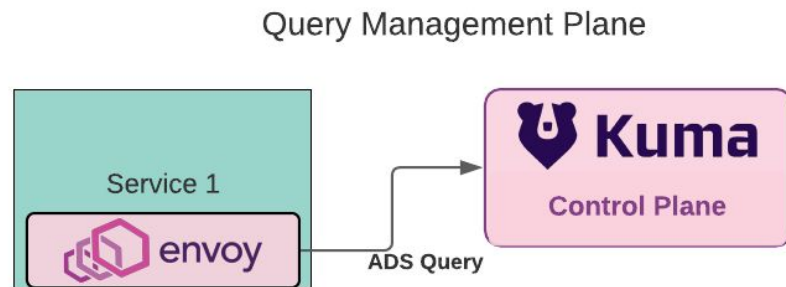 Query Management Plane
Service 1
envoy
ADS Query
Kuma
Control Plane